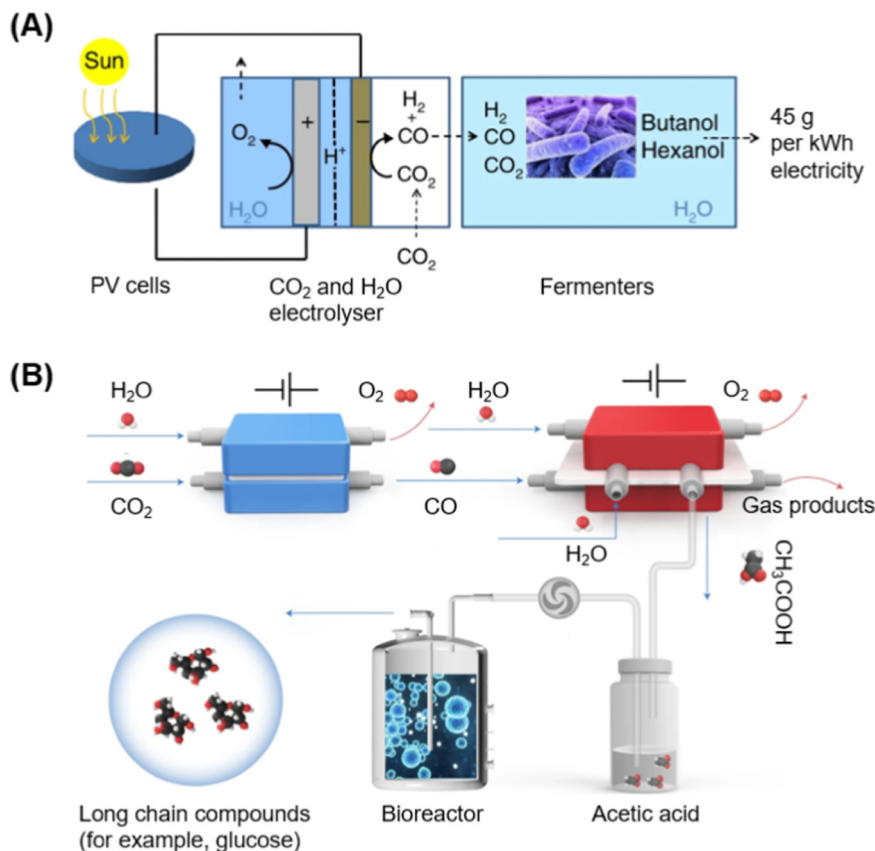 (A)
Sun
O₂
H₂O
+
H⁺
−
H₂
+
CO
CO₂
CO₂
H₂
CO
CO₂
Butanol
Hexanol
H₂O
45 g
per kWh
electricity
PV cells
CO₂ and H₂O
electrolyser
Fermenters
(B)
H₂O
O₂
H₂O
O₂
CO₂
CO
Gas products
H₂O
CH₃COOH
Long chain compounds
(for example, glucose)
Bioreactor
Acetic acid